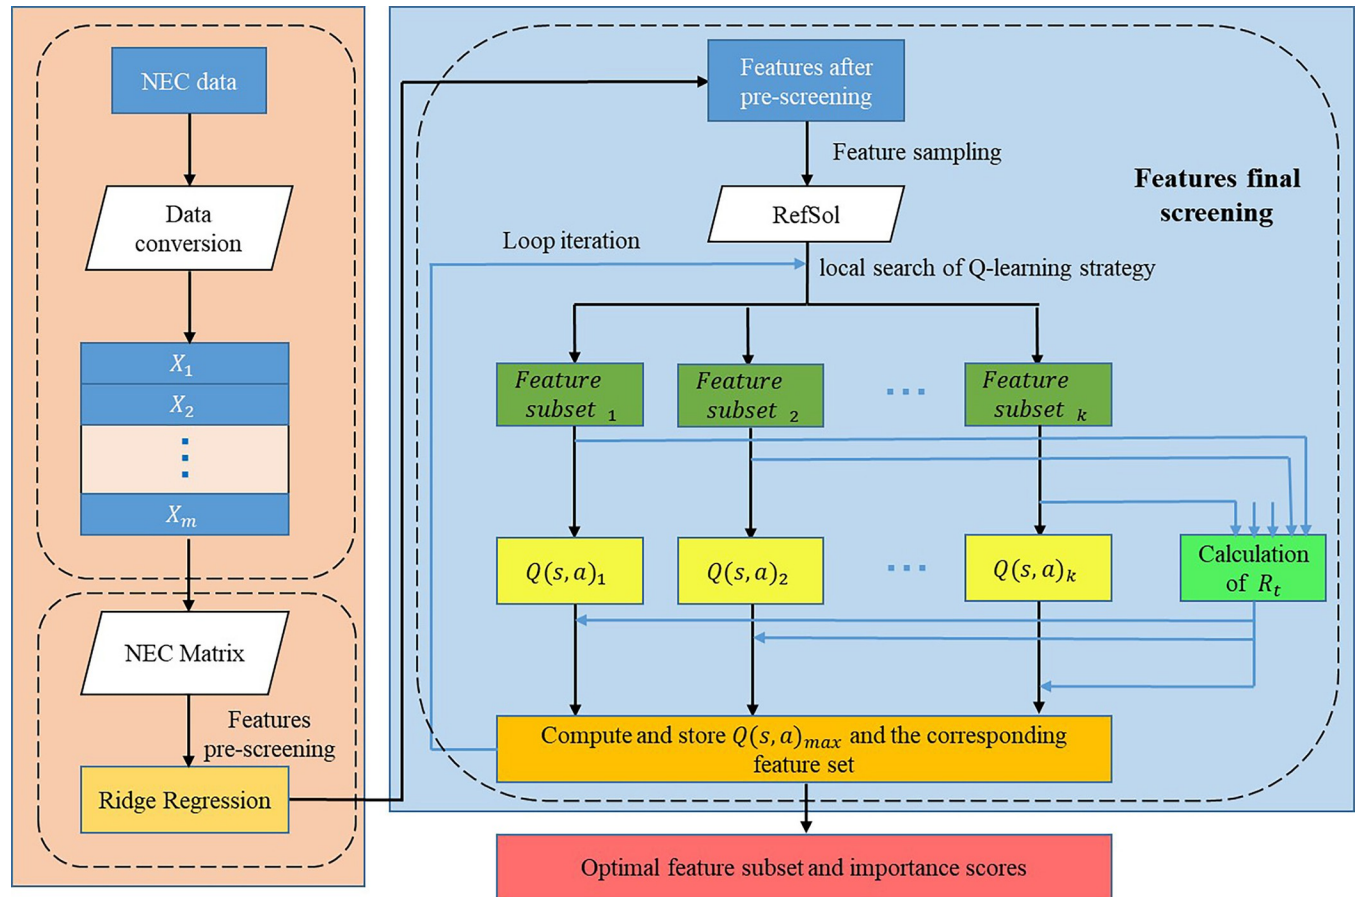 NEC data
Data
conversion
X₁
X₂
⋮
Xₘ
NEC Matrix
Features
pre-screening
Ridge Regression
Features after
pre-screening
Feature sampling
RefSol
Features final
screening
Loop iteration
local search of Q-learning strategy
Feature
subset ₁
Feature
subset ₂
...
Feature
subset ₖ
Q(s, a)₁
Q(s, a)₂
...
Q(s, a)ₖ
Calculation
of Rₜ
Compute and store Q(s, a)ₘₐₓ and the corresponding
feature set
Optimal feature subset and importance scores